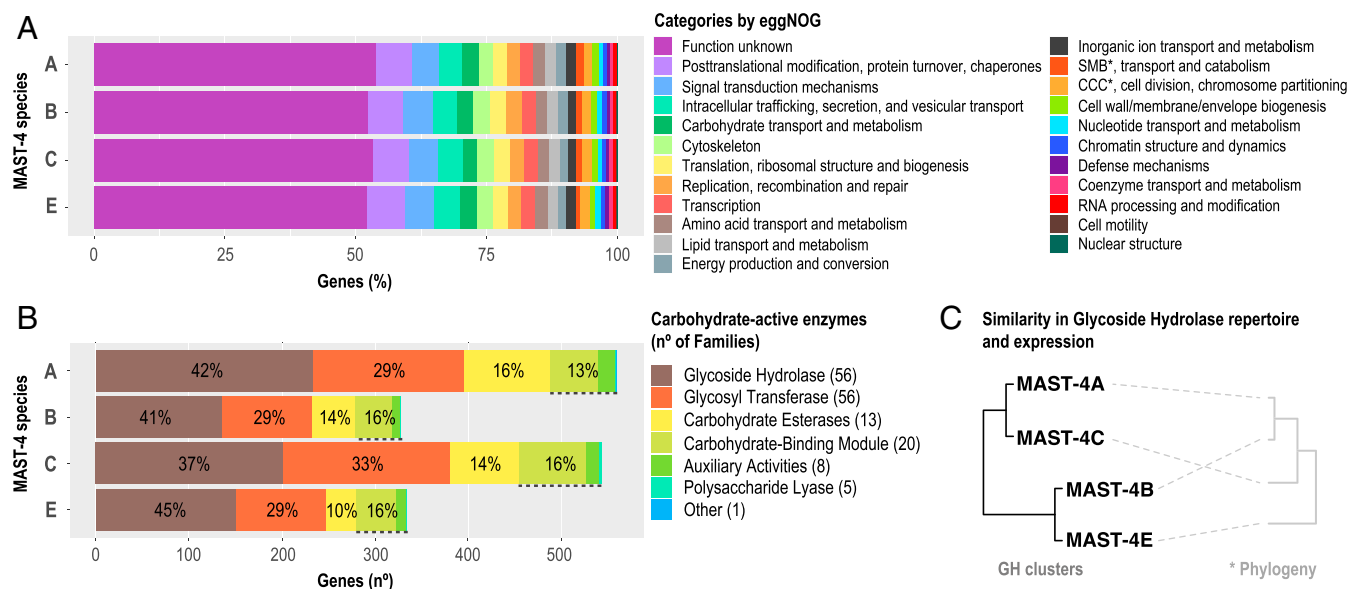 A
Categories by eggNOG
MAST-4 species
A
B
C
E
0
25
50
75
100
Genes (%)
Function unknown
Posttranslational modification, protein turnover, chaperones
Signal transduction mechanisms
Intracellular trafficking, secretion, and vesicular transport
Carbohydrate transport and metabolism
Cytoskeleton
Translation, ribosomal structure and biogenesis
Replication, recombination and repair
Transcription
Amino acid transport and metabolism
Lipid transport and metabolism
Energy production and conversion
Inorganic ion transport and metabolism
SMB*, transport and catabolism
CCC*, cell division, chromosome partitioning
Cell wall/membrane/envelope biogenesis
Nucleotide transport and metabolism
Chromatin structure and dynamics
Defense mechanisms
Coenzyme transport and metabolism
RNA processing and modification
Cell motility
Nuclear structure
B
MAST-4 species
A
42%
29%
16%
13%
B
41%
29%
14%
16%
C
37%
33%
14%
16%
E
45%
29%
10%
16%
0
100
200
300
400
500
Genes (nº)
Carbohydrate-active enzymes
(nº of Families)
Glycoside Hydrolase (56)
Glycosyl Transferase (56)
Carbohydrate Esterases (13)
Carbohydrate-Binding Module (20)
Auxiliary Activities (8)
Polysaccharide Lyase (5)
Other (1)
C
Similarity in Glycoside Hydrolase repertoire
and expression
MAST-4A
MAST-4C
MAST-4B
MAST-4E
GH clusters
* Phylogeny